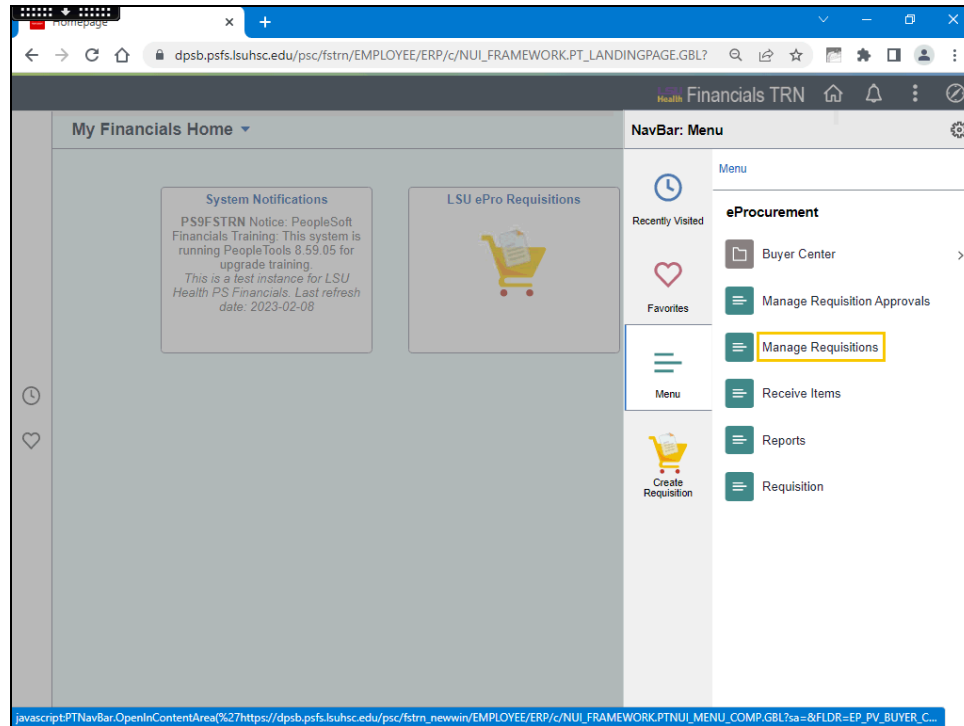 Homepage
dpsb.psfs.lsuhsc.edu/psc/fstrn/EMPLOYEE/ERP/c/NUI_FRAMEWORK.PT_LANDINGPAGE.GBL?
Health Financials TRN
My Financials Home
NavBar: Menu
System Notifications
PS9FSTRN Notice: PeopleSoft
Financials Training: This system is
running PeopleTools 8.59.05 for
upgrade training.
This is a test instance for LSU
Health PS Financials. Last refresh
date: 2023-02-08
LSU ePro Requisitions
Recently Visited
Favorites
Menu
Create
Requisition
Menu
eProcurement
Buyer Center
Manage Requisition Approvals
Manage Requisitions
Receive Items
Reports
Requisition
javascript:PTNavBar.OpenInContentArea(%27https://dpsb.psfs.lsuhsc.edu/psc/fstrn_newwin/EMPLOYEE/ERP/c/NUI_FRAMEWORK.PTNUI_MENU_COMP.GBL?sa=&FLDR=EP_PV_BUYER_C...